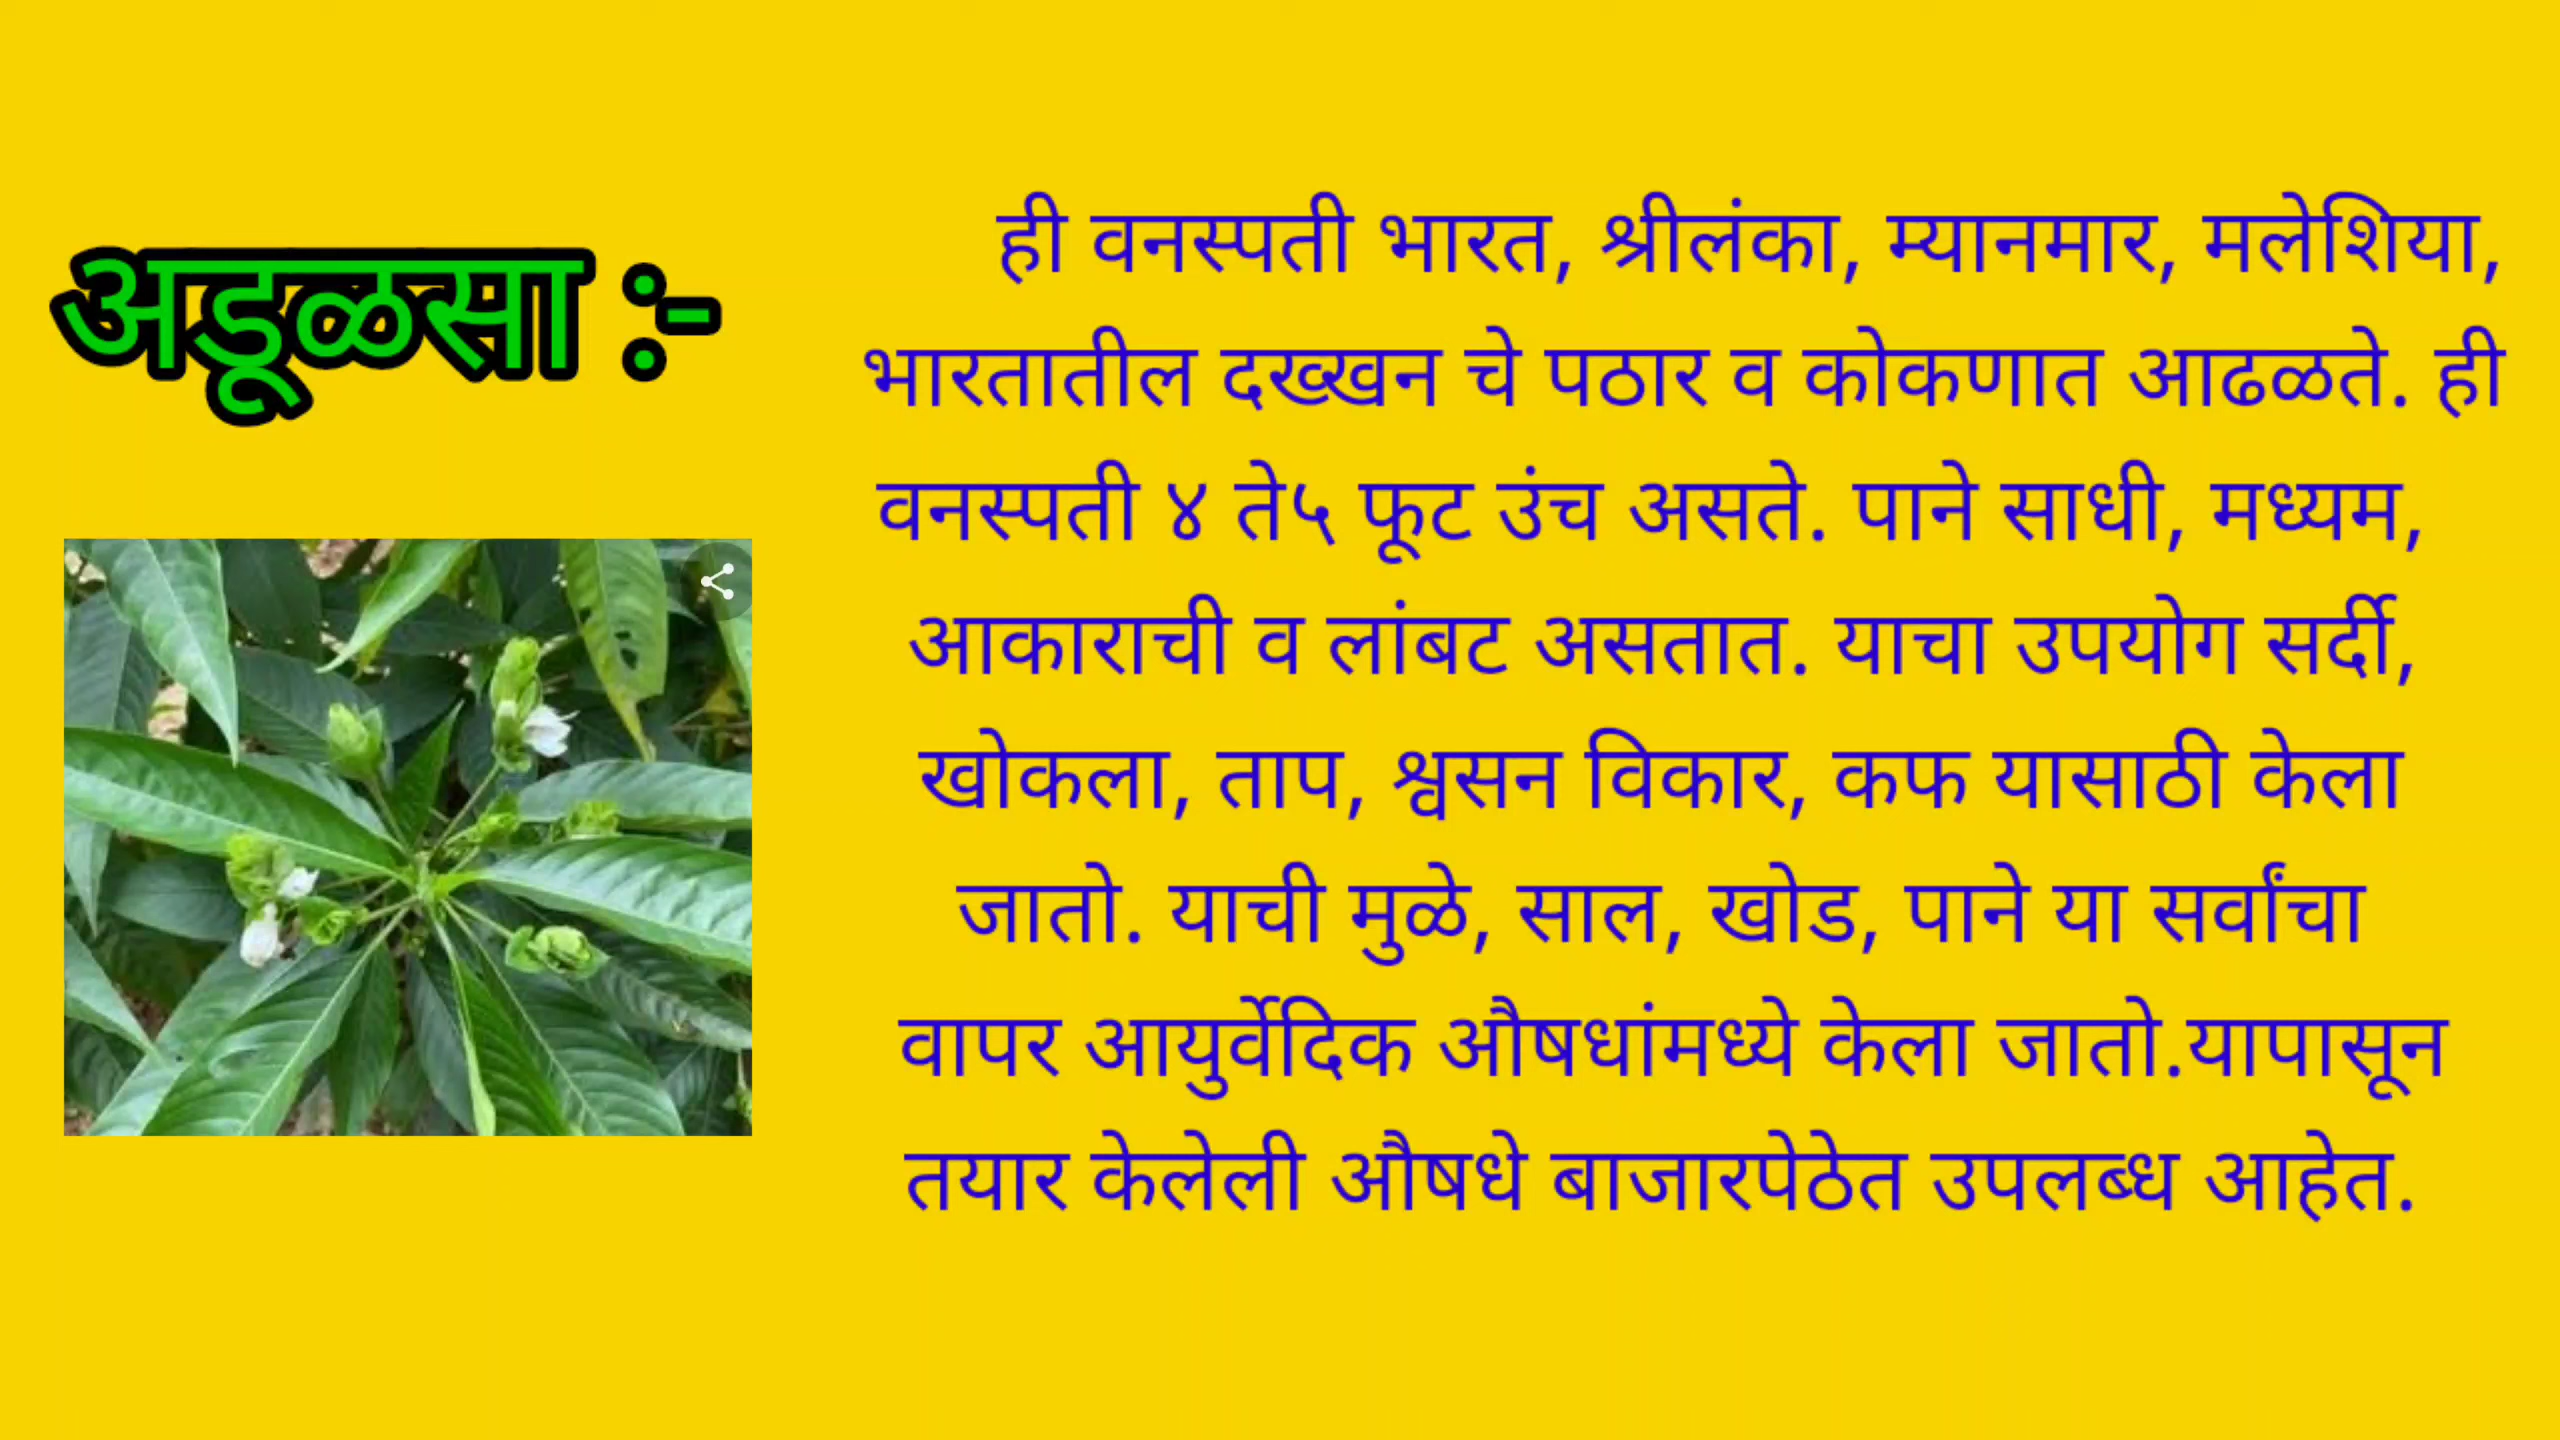 अडूळसा :-
ही वनस्पती भारत, श्रीलंका, म्यानमार, मलेशिया,
भारतातील दख्खन चे पठार व कोकणात आढळते. ही
वनस्पती ४ ते५ फूट उंच असते. पाने साधी, मध्यम,
आकाराची व लांबट असतात. याचा उपयोग सर्दी,
खोकला, ताप, श्वसन विकार, कफ यासाठी केला
जातो. याची मुळे, साल, खोड, पाने या सर्वांचा
वापर आयुर्वेदिक औषधांमध्ये केला जातो.यापासून
तयार केलेली औषधे बाजारपेठेत उपलब्ध आहेत.